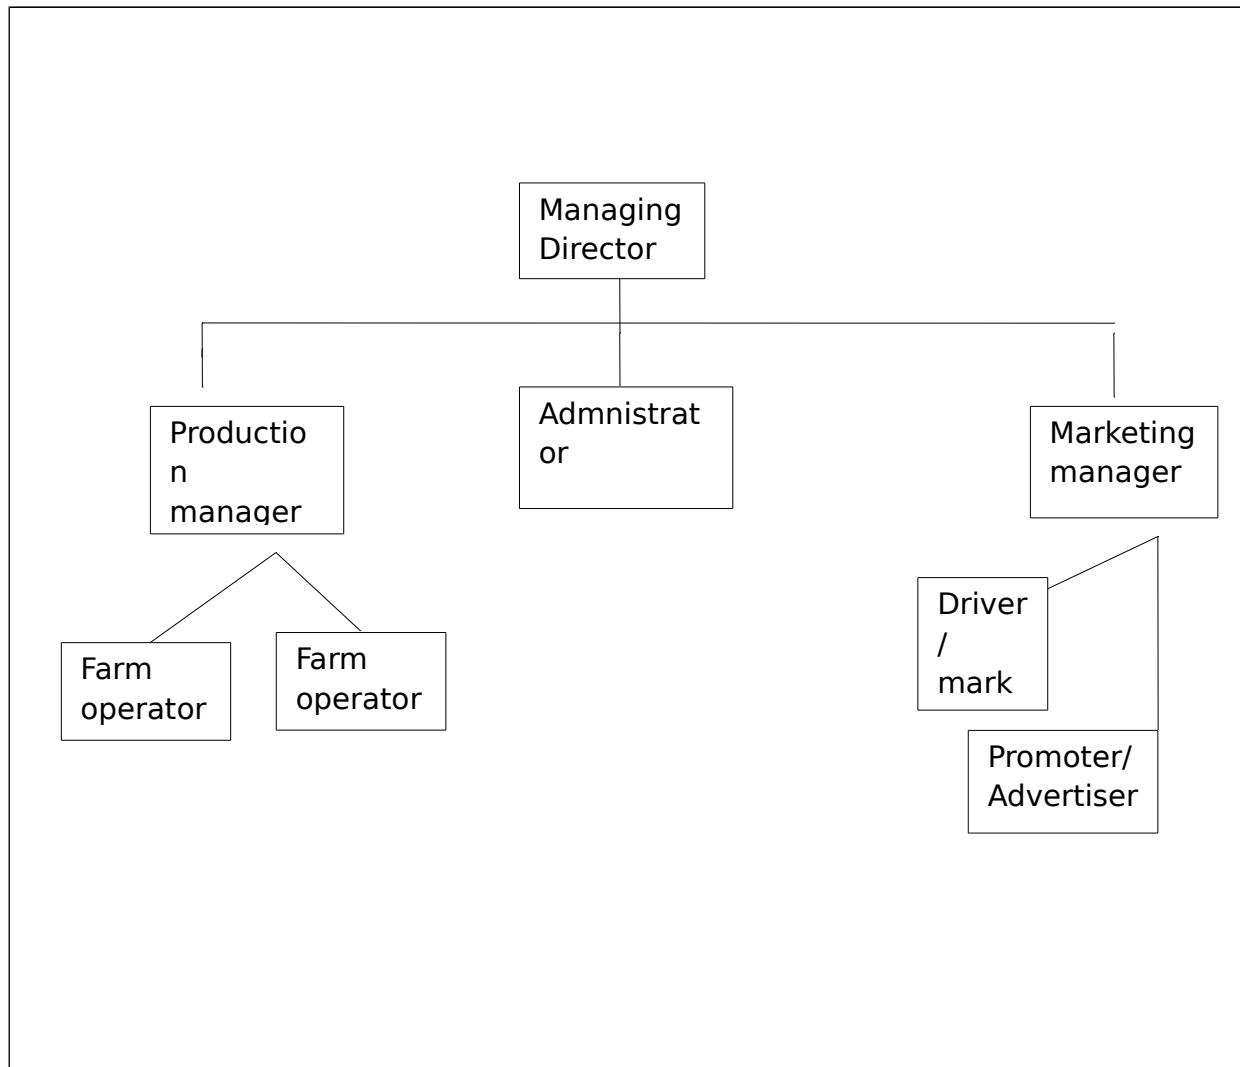 Managing
Director
Productio
n
manager
Admnistrat
or
Marketing
manager
Farm
operator
Farm
operator
Driver
/
mark
Promoter/
Advertiser